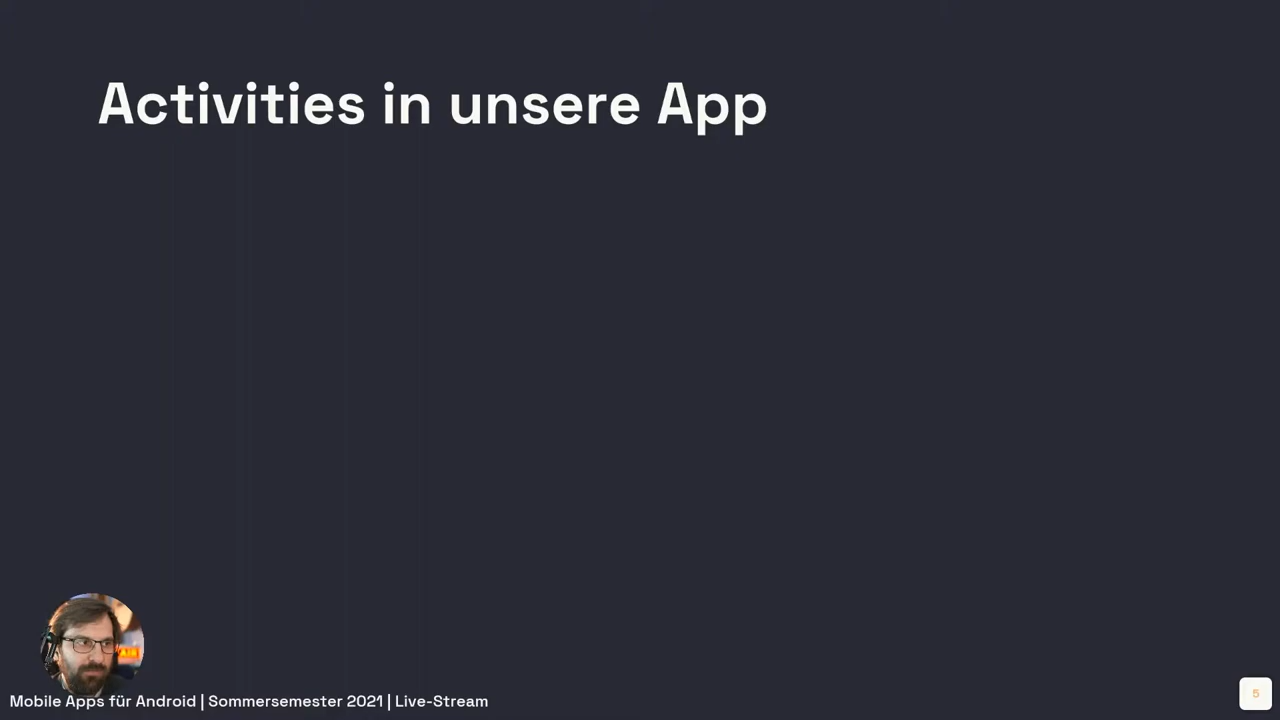 Activities in unsere App
Mobile Apps für Android | Sommersemester 2021 | Live-Stream
5